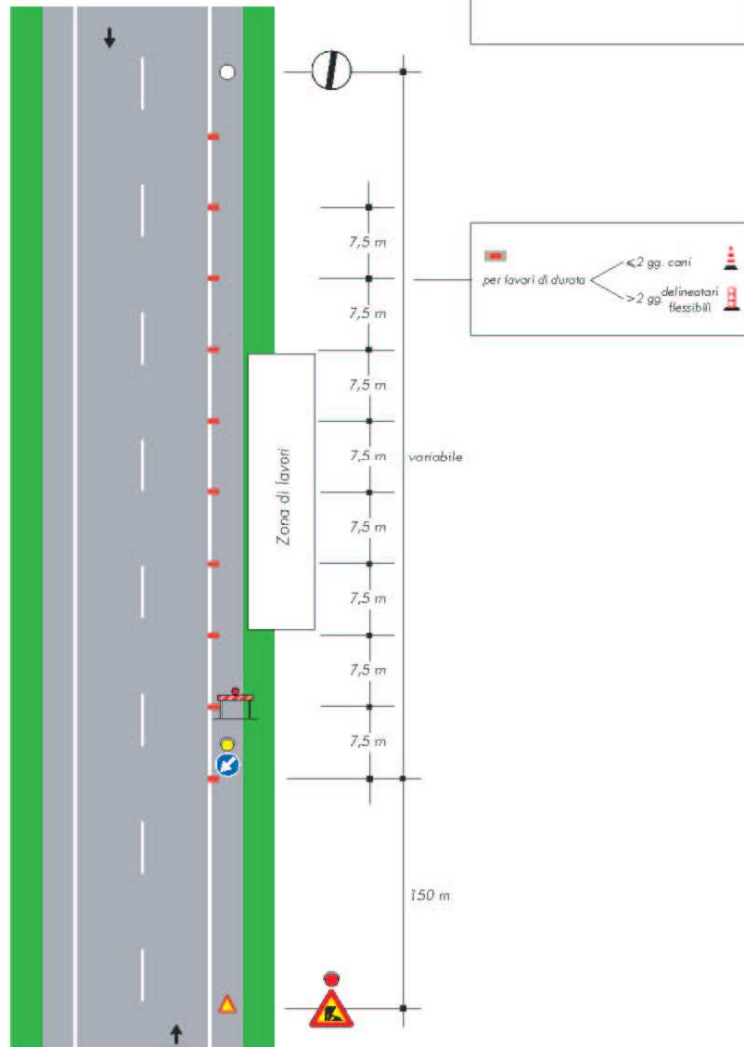 7,5 m
≤2 gg. coni
per lavori di durata
>2 gg. delineatori
flessibili
7,5 m
7,5 m
Zona di lavori
7,5 m
variabile
7,5 m
7,5 m
7,5 m
7,5 m
150 m